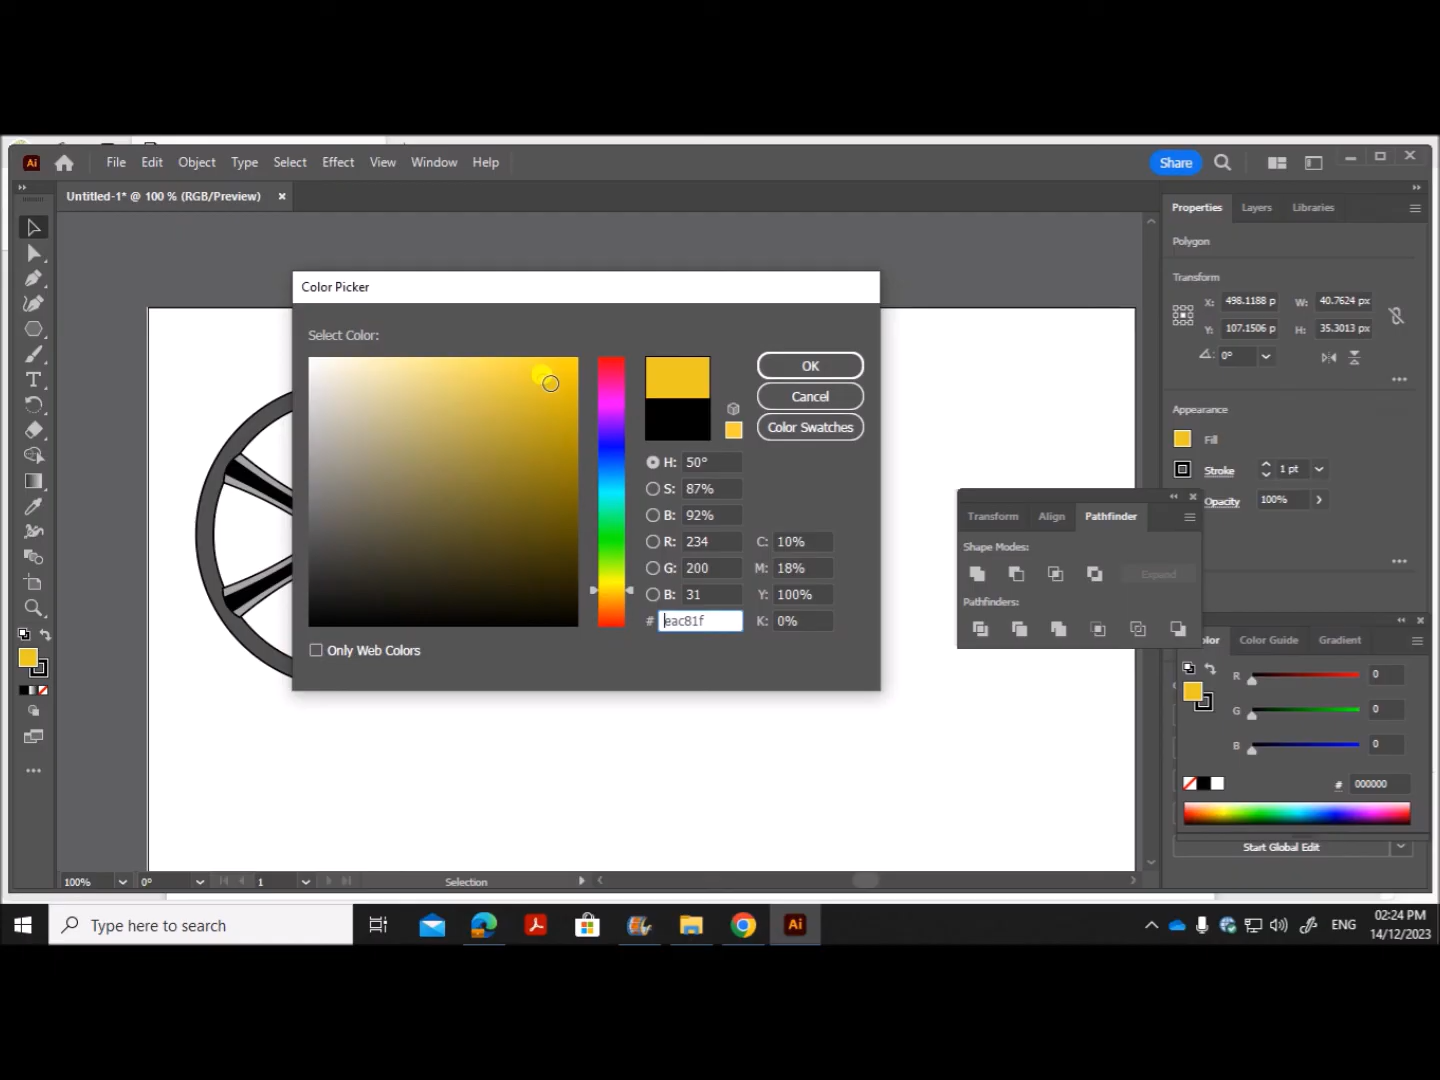 Ai File Edit Object Type Select Effect View Window Help Share
Untitled-1* @ 100 % (RGB/Preview) ×
Properties Layers Libraries
Polygon
Transform
X: 498.1188 p W: 40.7624 px
Y: 107.1506 p H: 35.3013 px
0°
Appearance
Fill
Stroke 1 pt
Opacity 100%
Color Picker
Select Color:
OK
Cancel
Color Swatches
H: 50°
S: 87%
B: 92%
R: 234 C: 10%
G: 200 M: 18%
B: 31 Y: 100%
# eac81f K: 0%
Only Web Colors
Transform Align Pathfinder
Shape Modes:
Expand
Pathfinders:
Color Guide Gradient
R 0
G 0
B 0
# 000000
Start Global Edit
100% 0° 1 Selection
Type here to search
Ai
ENG
02:24 PM
14/12/2023